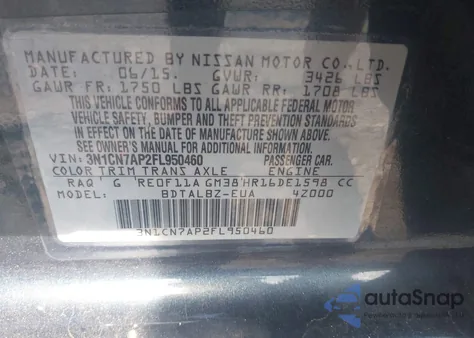 MANUFACTURED BY NISSAN MOTOR CO., LTD.
DATE: 06/15. GVWR: 3426 LBS
GAWR FR: 1750 LBS GAWR RR: 1708 LBS
THIS VEHICLE CONFORMS TO ALL APPLICABLE FEDERAL MOTOR
VEHICLE SAFETY, BUMPER AND THEFT PREVENTION STANDARDS
IN EFFECT ON THE DATE OF MANUFACTURE SHOWN ABOVE.
SEE OWNER'S MANUAL FOR ADDITIONAL INFORMATION.
VIN: 3N1CN7AP2FL950460 PASSENGER CAR
COLOR TRIM TRANS AXLE ENGINE
RAQ G RE0F11A GM38 HR16DE1598 CC
BDTALBZ-EUA 4Z000
3N1CN7AP2FL950460
autoSnap